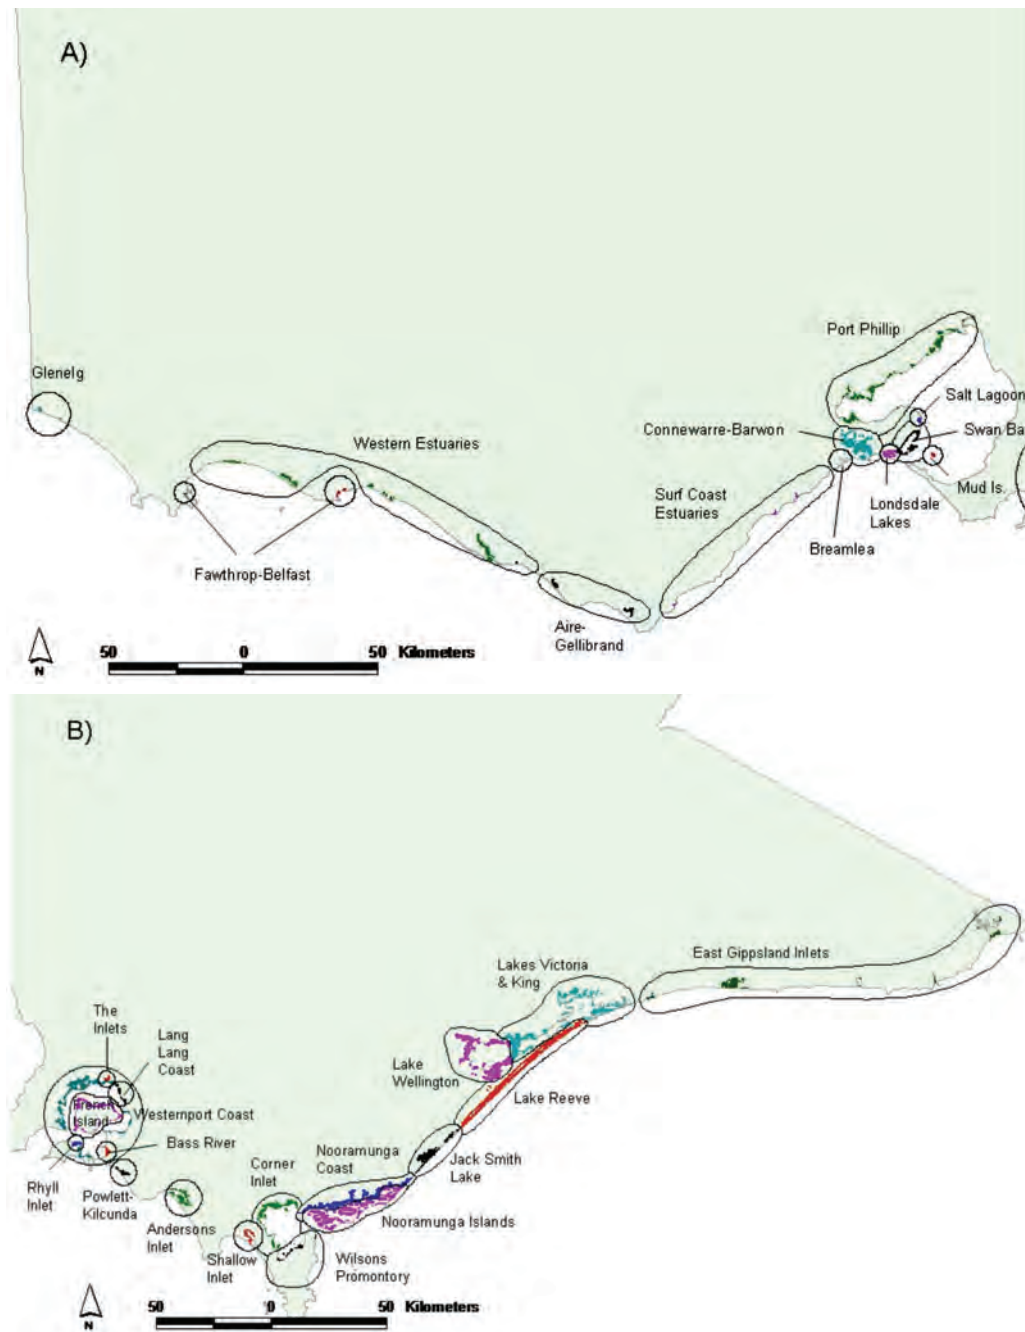 A)
Port Phillip
Glenelg
Salt Lagoon
Western Estuaries
Connewarre-Barwon
Swan Ba
Surf Coast
Estuaries
Mud Is.
Londsdale
Lakes
Breamlea
Fawthrop-Belfast
Aire-
Gellibrand
N
50 0 50 Kilometers
B)
East Gippsland Inlets
Lakes Victoria
& King
The
Inlets
Lang
Lang
Coast
Lake
Wellington
Lake Reeve
French
Island
Westernport Coast
Bass River
Nooramunga
Coast
Corner
Inlet
Jack Smith
Lake
Rhyll
Inlet
Powlett-
Kilcunda
Nooramunga Islands
Andersons
Inlet
Shallow
Inlet
Wilsons
Promontory
N
50 0 50 Kilometers